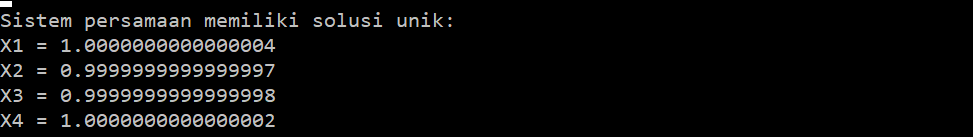 Sistem persamaan memiliki solusi unik:
X1 = 1.0000000000000004
X2 = 0.9999999999999997
X3 = 0.9999999999999998
X4 = 1.0000000000000002